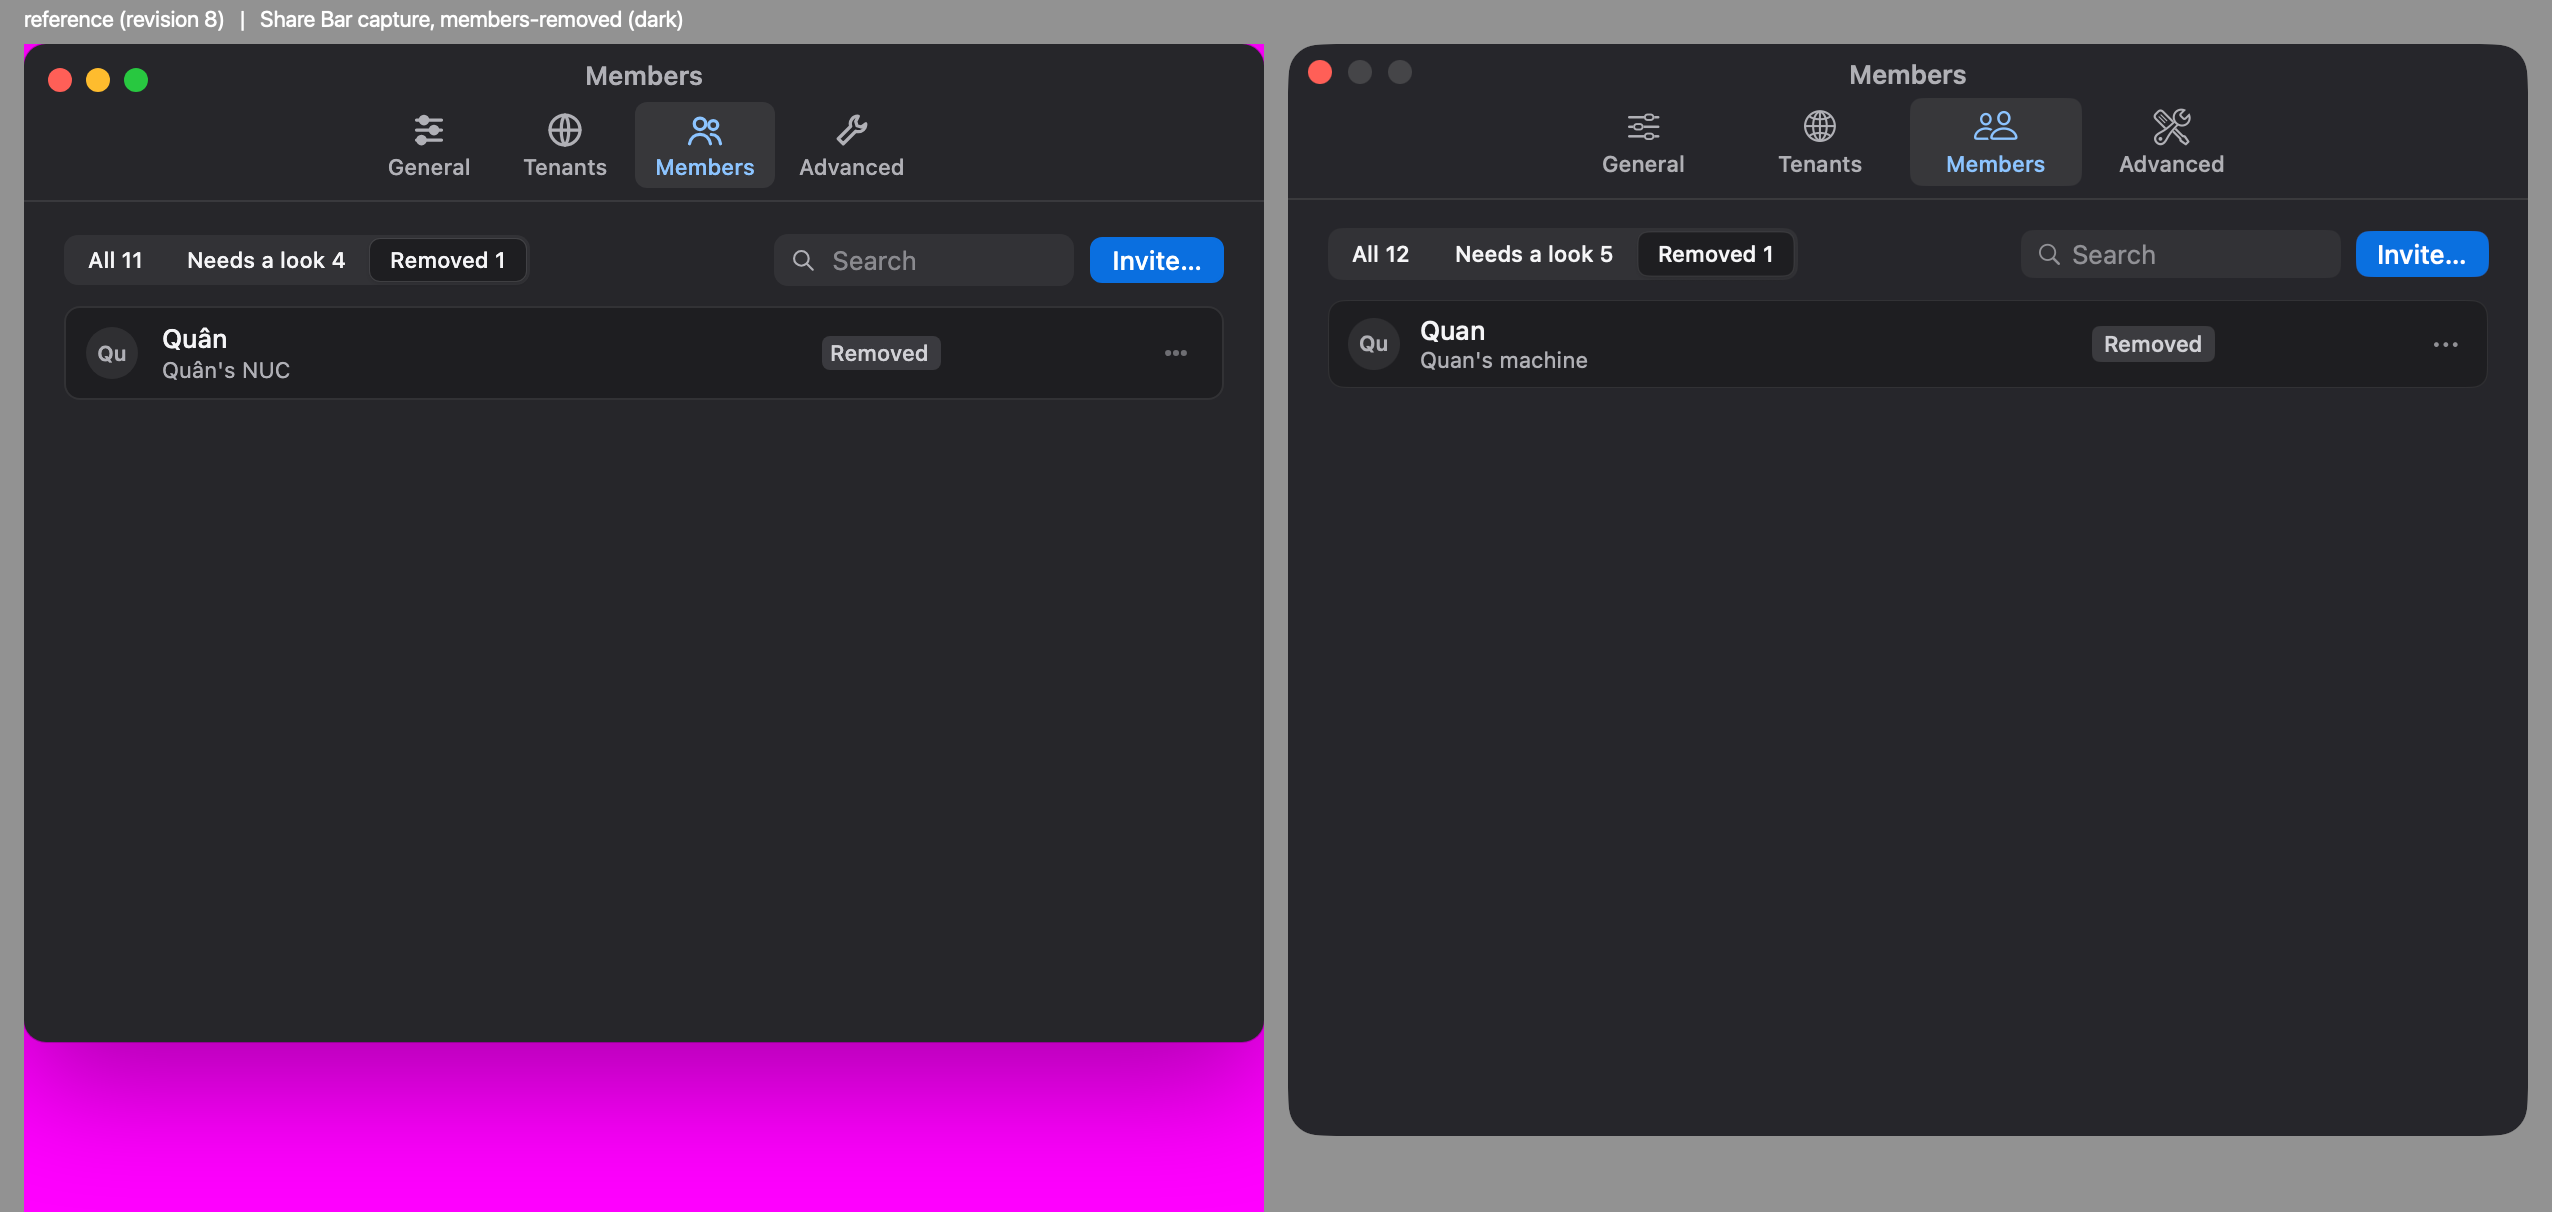 reference (revision 8) | Share Bar capture, members-removed (dark)
Members
General Tenants Members Advanced
All 11 Needs a look 4 Removed 1 Search Invite...
Qu Quân Removed
Quân's NUC
Members
General Tenants Members Advanced
All 12 Needs a look 5 Removed 1 Search Invite...
Qu Quan Removed
Quan's machine